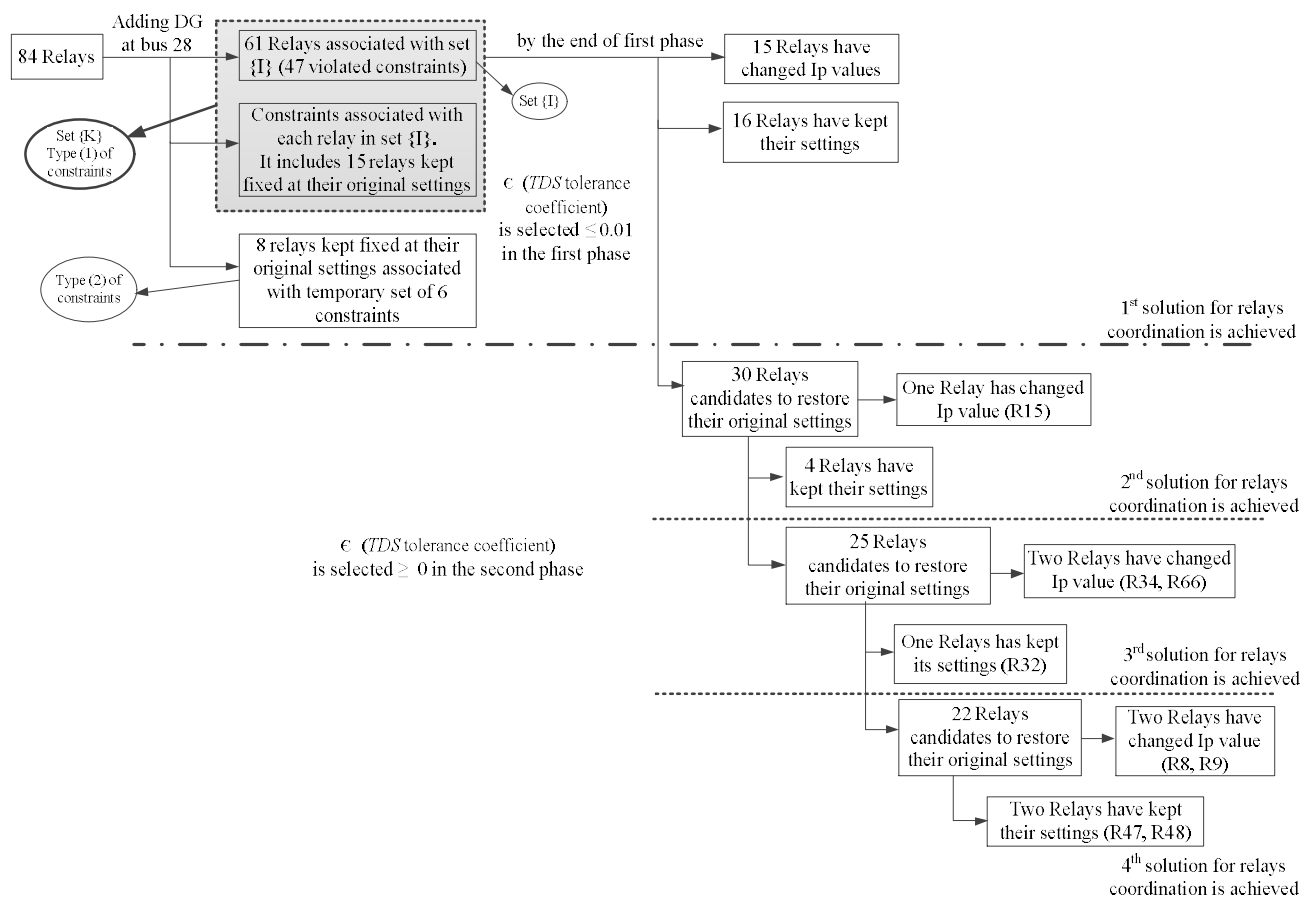 84 Relays
Adding DG
at bus 28
61 Relays associated with set
{I} (47 violated constraints)
Set {I}
Constraints associated with
each relay in set {I}.
It includes 15 relays kept
fixed at their original settings
Set {K}
Type (1) of
constraints
8 relays kept fixed at their
original settings associated
with temporary set of 6
constraints
Type (2) of
constraints
by the end of first phase
15 Relays have
changed Ip values
16 Relays have kept
their settings
Є (TDS tolerance
coefficient)
is selected ≤ 0.01
in the first phase
1st solution for relays
coordination is achieved
30 Relays
candidates to restore
their original settings
One Relay has changed
Ip value (R15)
4 Relays have
kept their settings
2nd solution for relays
coordination is achieved
Є (TDS tolerance coefficient)
is selected ≥ 0 in the second phase
25 Relays
candidates to restore
their original settings
Two Relays have changed
Ip value (R34, R66)
One Relays has kept
its settings (R32)
3rd solution for relays
coordination is achieved
22 Relays
candidates to restore
their original settings
Two Relays have
changed Ip value
(R8, R9)
Two Relays have kept
their settings (R47, R48)
4th solution for relays
coordination is achieved